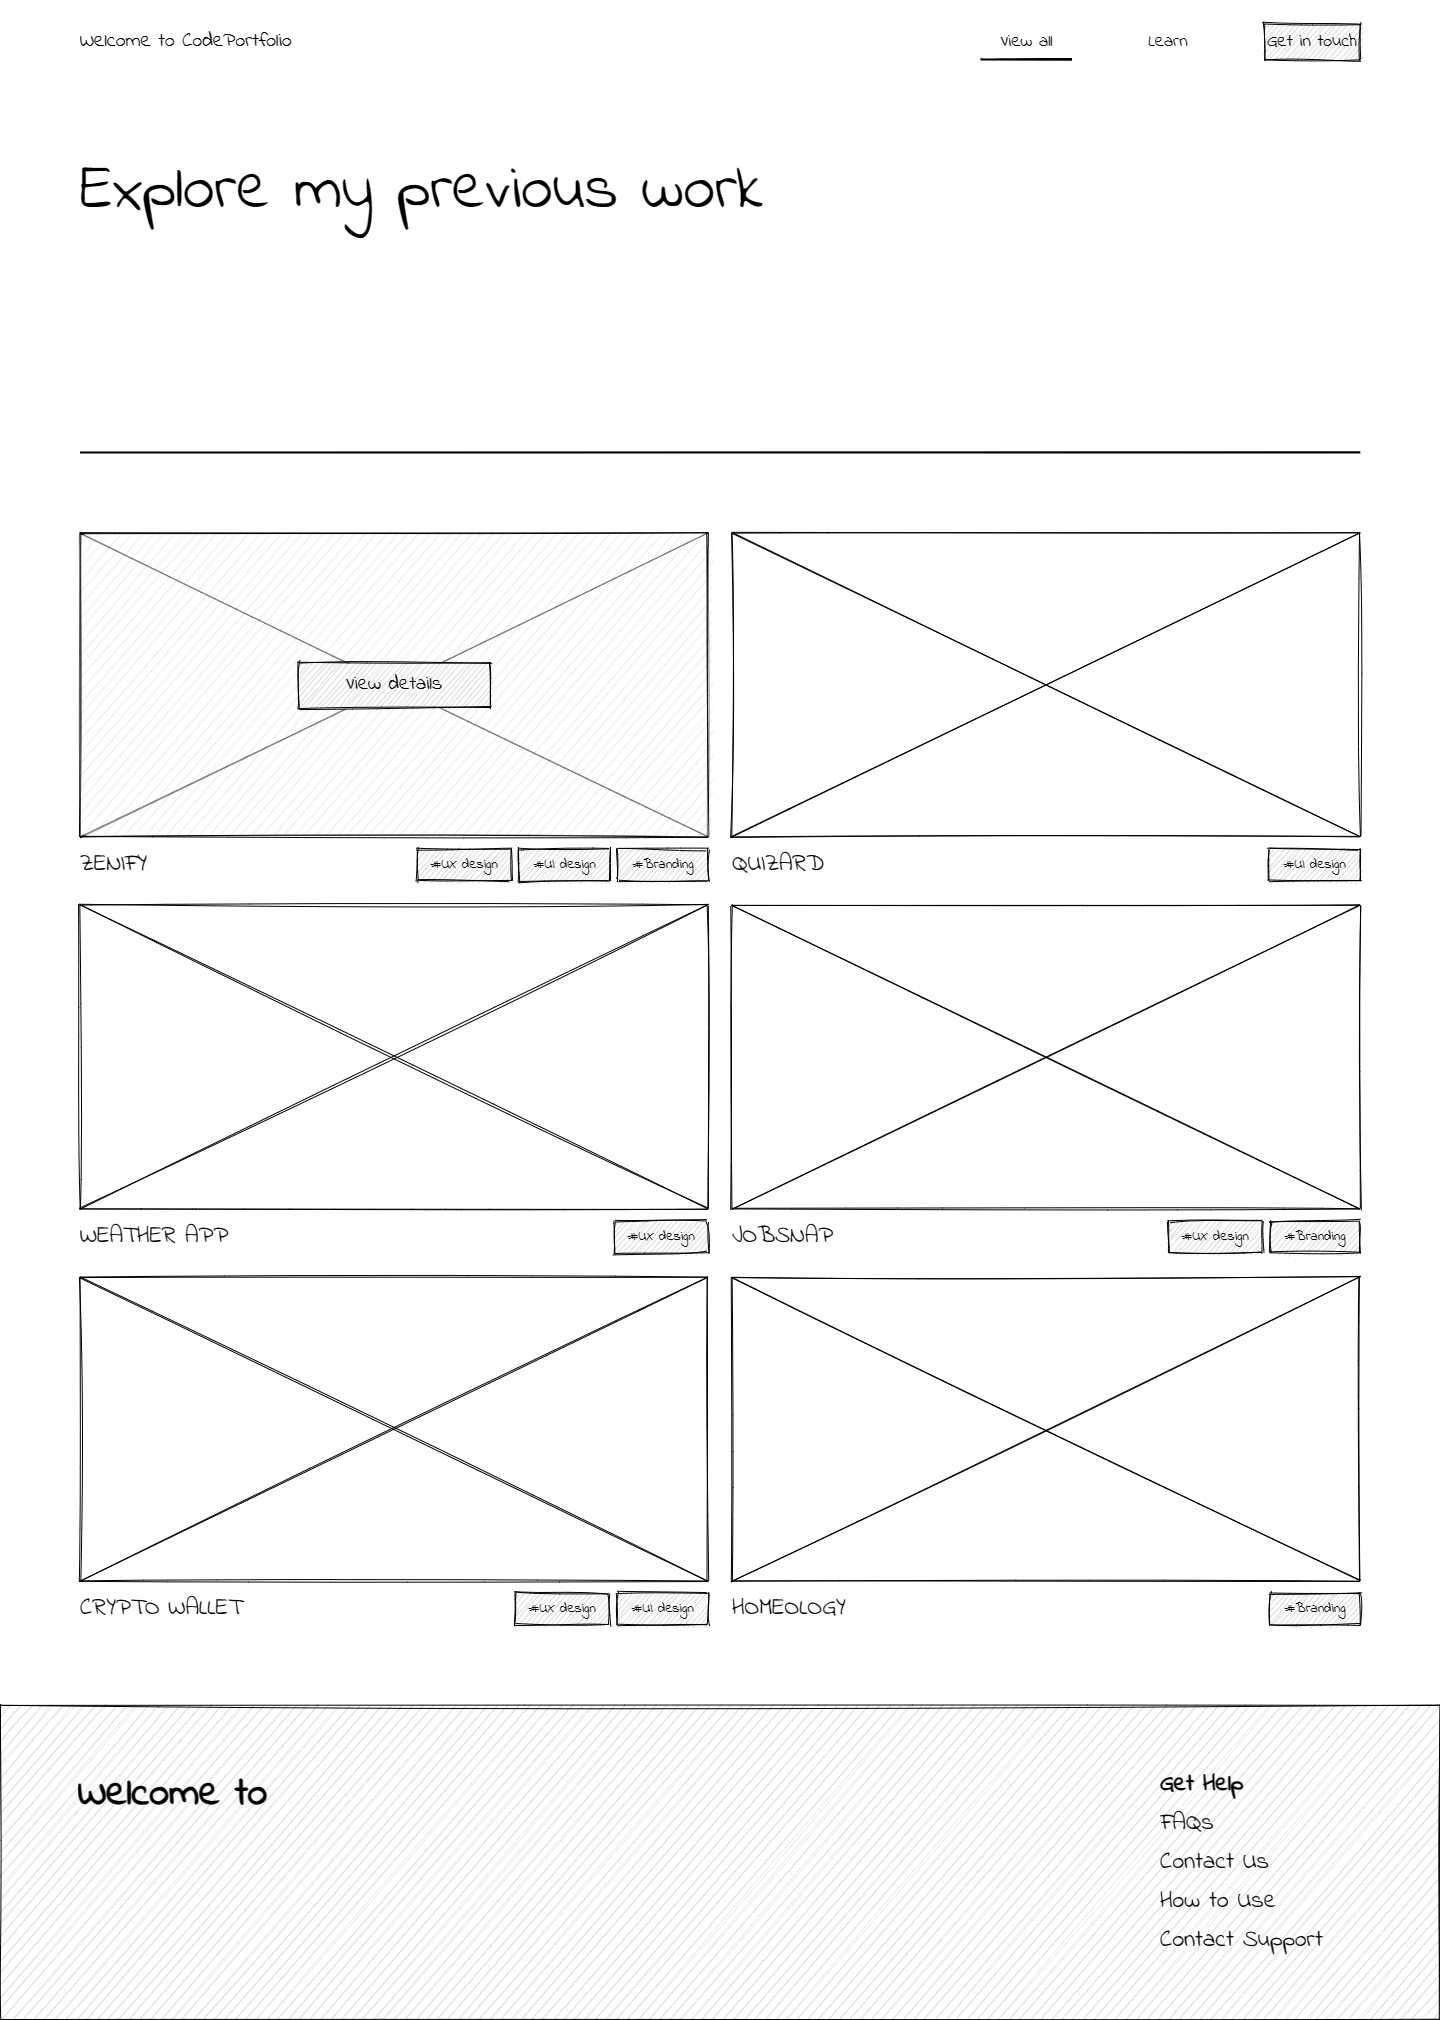 Welcome to CodePortfolio
View all
Learn
Get in touch
Explore my previous work
View details
ZENIFY
#UX design
#UI design
#Branding
QUIZARD
#UI design
WEATHER APP
#UX design
JOBSNAP
#UX design
#Branding
CRYPTO WALLET
#UX design
#UI design
HOMEOLOGY
#Branding
Welcome to
Get Help
FAQs
Contact Us
How to Use
Contact Support